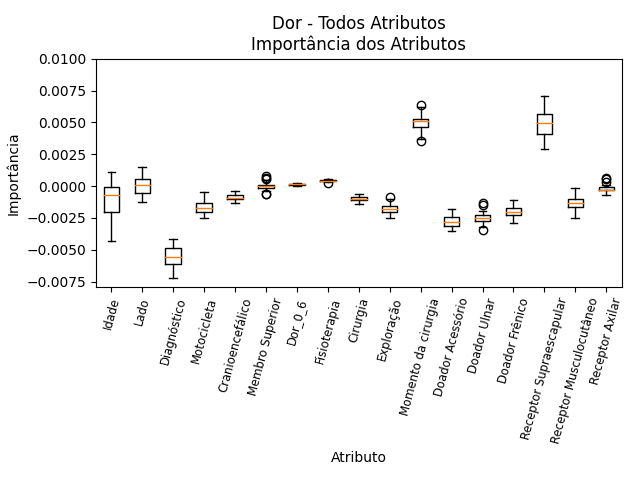 Dor - Todos Atributos
Importância dos Atributos
Importância
0.0100
0.0075
0.0050
0.0025
0.0000
−0.0025
−0.0050
−0.0075
Idade
Lado
Diagnóstico
Motocicleta
Cranioencefálico
Membro Superior
Dor_0_6
Fisioterapia
Cirurgia
Exploração
Momento da cirurgia
Doador Acessório
Doador Ulnar
Doador Frênico
Receptor Supraescapular
Receptor Musculocutâneo
Receptor Axilar
Atributo